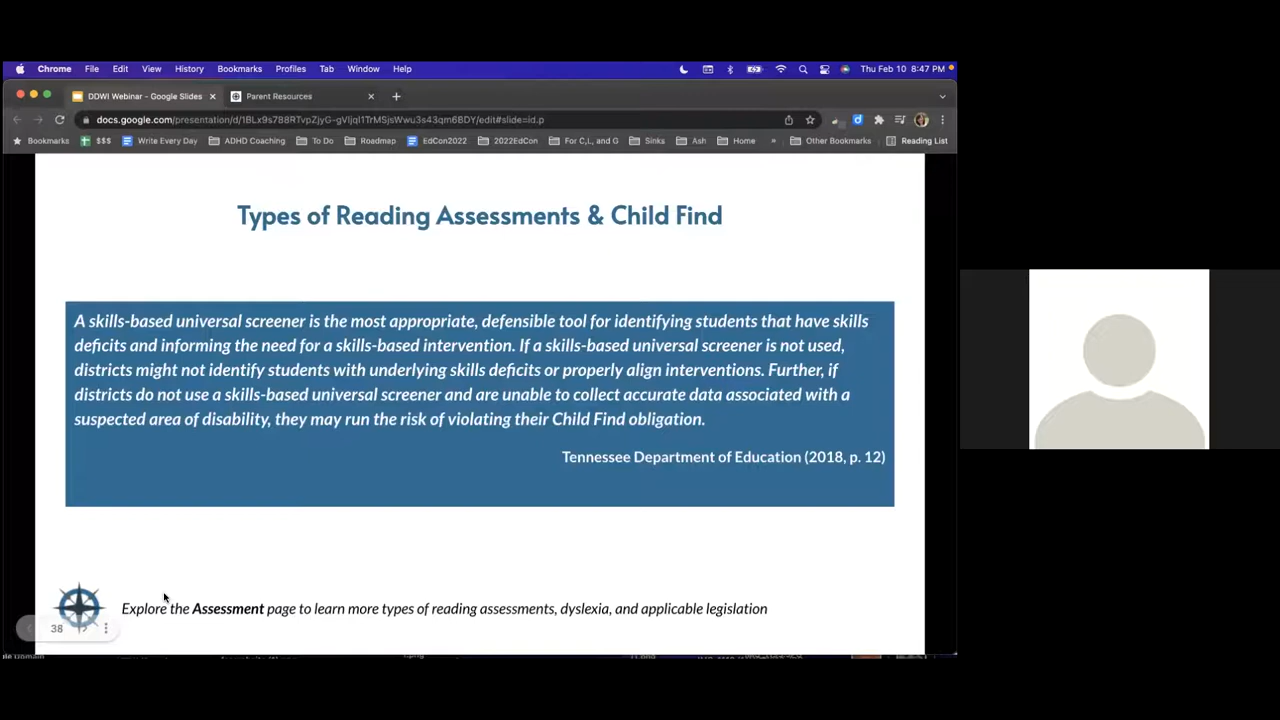 Chrome File Edit View History Bookmarks Profiles Tab Window Help Thu Feb 10 8:47 PM
DDWI Webinar - Google Slides Parent Resources
docs.google.com/presentation/d/1BLx9s788RTvpZjyG-gVljql1TrMSjsWwu3s43qm6BDY/edit#slide=id.p
Bookmarks $$$ Write Every Day ADHD Coaching To Do Roadmap EdCon2022 2022EdCon For C,L, and G Sinks Ash Home » Other Bookmarks Reading List
Types of Reading Assessments & Child Find
A skills-based universal screener is the most appropriate, defensible tool for identifying students that have skills
deficits and informing the need for a skills-based intervention. If a skills-based universal screener is not used,
districts might not identify students with underlying skills deficits or properly align interventions. Further, if
districts do not use a skills-based universal screener and are unable to collect accurate data associated with a
suspected area of disability, they may run the risk of violating their Child Find obligation.
Tennessee Department of Education (2018, p. 12)
Explore the Assessment page to learn more types of reading assessments, dyslexia, and applicable legislation
38